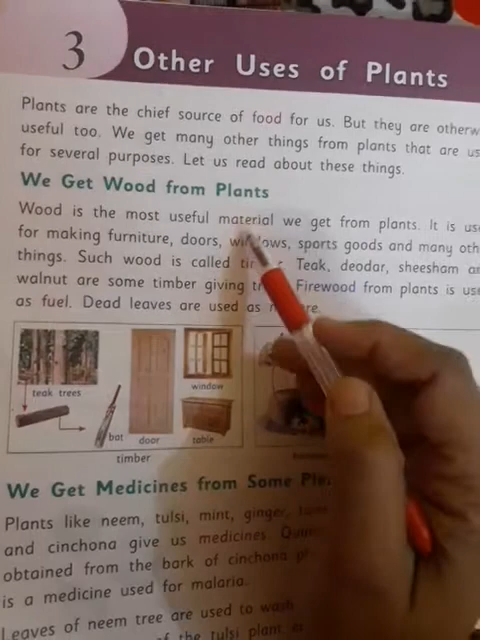 3
Other Uses of Plants
Plants are the chief source of food for us. But they are
useful too. We get many other things from plants that are
for several purposes. Let us read about these things.
We Get Wood from Plants
Wood is the most useful material we get from plants. It is
for making furniture, doors, windows, sports goods and many
things. Such wood is called Teak, deodar, sheesham
walnut are some timber giving Firewood from plants is
as fuel. Dead leaves are used as
teak trees
window
bat door table
timber
We Get Medicines from Some
Plants like neem, tulsi, mint, ginger,
and cinchona give us medicines.
obtained from the bark of cinchona
is a medicine used for malaria.
Leaves of neem tree are used to wash
of the tulsi plant